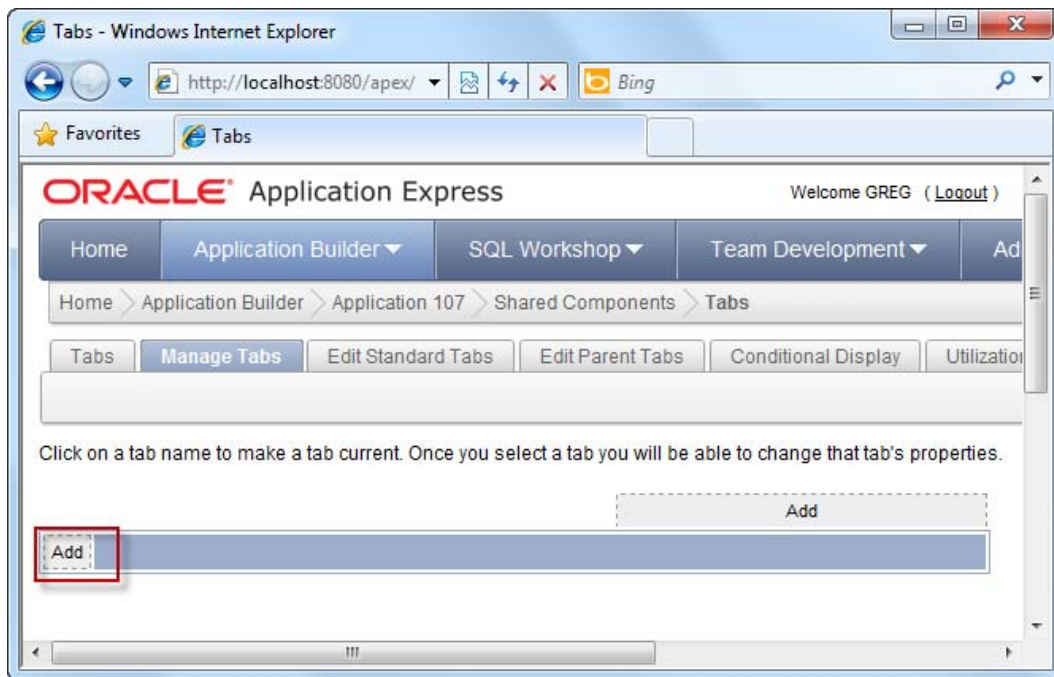 Tabs - Windows Internet Explorer
http://localhost:8080/apex/ Bing
Favorites Tabs
ORACLE Application Express Welcome GREG ( Logout )
Home Application Builder SQL Workshop Team Development Ad
Home Application Builder Application 107 Shared Components Tabs
Tabs Manage Tabs Edit Standard Tabs Edit Parent Tabs Conditional Display Utilization
Click on a tab name to make a tab current. Once you select a tab you will be able to change that tab's properties.
Add
Add